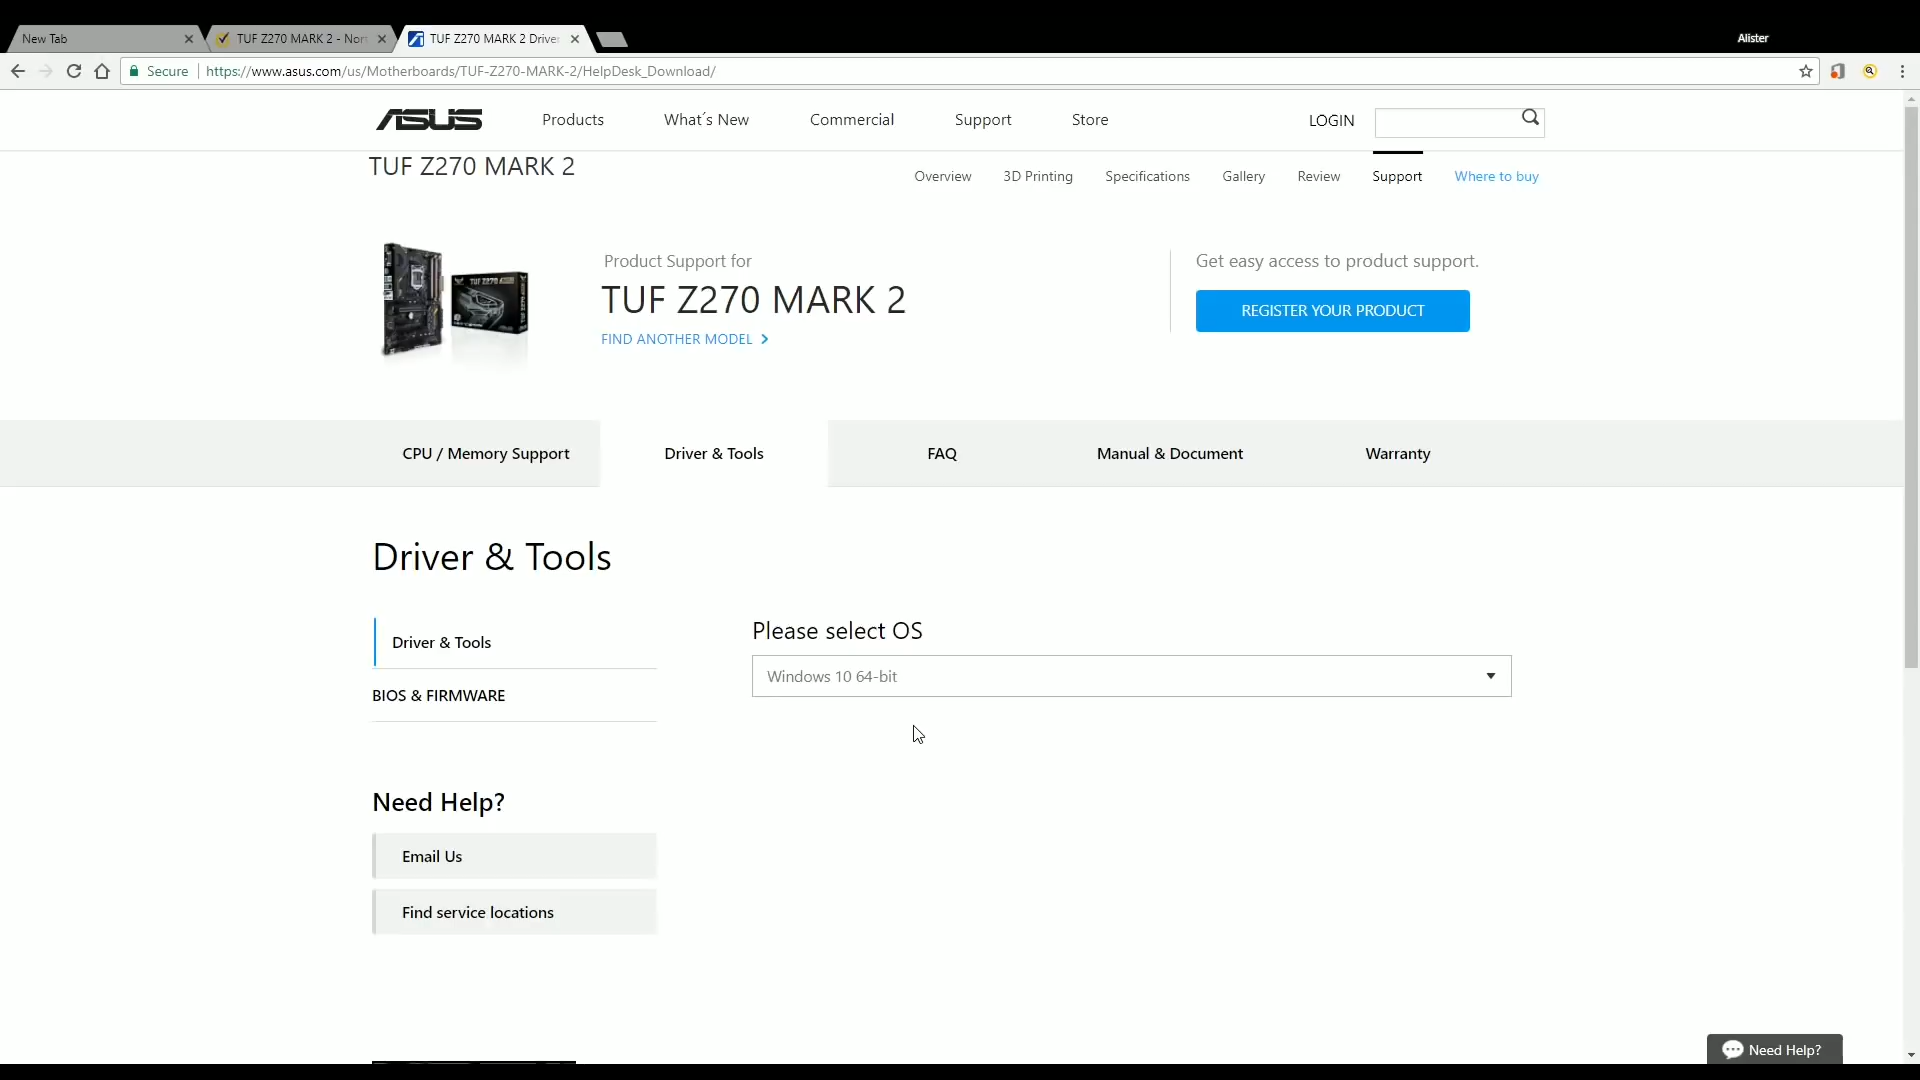 New Tab
TUF Z270 MARK 2 - Nor
TUF Z270 MARK 2 Driver
Alister
Secure
https://www.asus.com/us/Motherboards/TUF-Z270-MARK-2/HelpDesk_Download/
ASUS
Products
What´s New
Commercial
Support
Store
LOGIN
TUF Z270 MARK 2
Overview
3D Printing
Specifications
Gallery
Review
Support
Where to buy
TUF Z270
Product Support for
TUF Z270 MARK 2
FIND ANOTHER MODEL
Get easy access to product support.
REGISTER YOUR PRODUCT
CPU / Memory Support
Driver & Tools
FAQ
Manual & Document
Warranty
Driver & Tools
Driver & Tools
BIOS & FIRMWARE
Please select OS
Windows 10 64-bit
Need Help?
Email Us
Find service locations
Need Help?